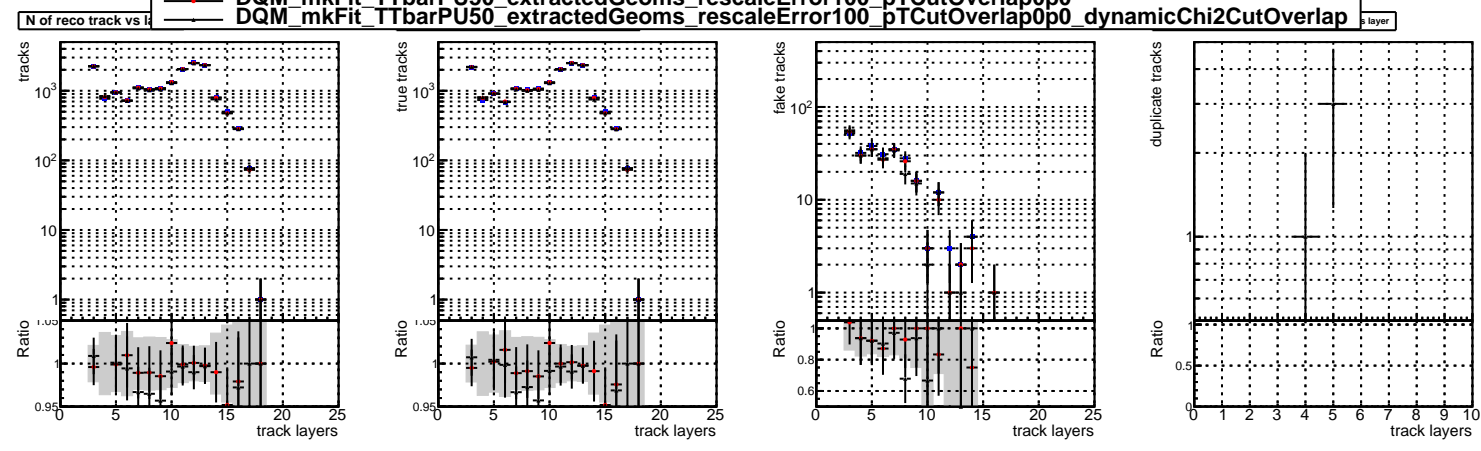 DQM_mkFit_TTbarPU50_extractedGeoms_rescaleError100_pTCutOverlap0p0
DQM_mkFit_TTbarPU50_extractedGeoms_rescaleError100_pTCutOverlap0p0_dynamicChi2CutOverlap
N of reco track vs
s layer
tracks
10³
10²
10
1
Ratio
1.05
1
0.95
0 5 10 15 20 25
track layers
true tracks
10³
10²
10
1
Ratio
1.05
1
0.95
0 5 10 15 20 25
track layers
fake tracks
10²
10
1
Ratio
1
0.8
0.6
0 5 10 15 20 25
track layers
duplicate tracks
1
Ratio
1
0.5
0
0 1 2 3 4 5 6 7 8 9 10
track layers